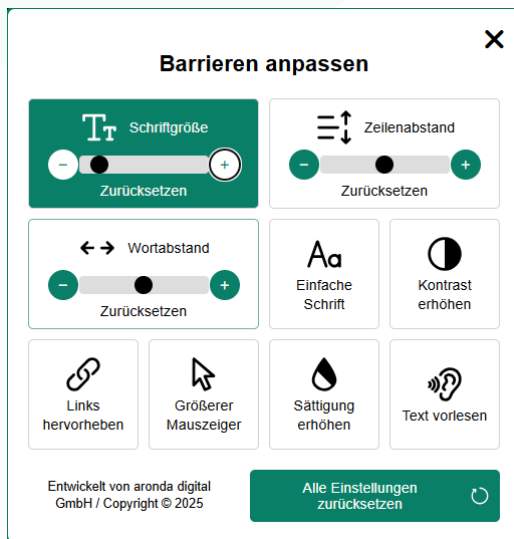 Barrieren anpassen
Schriftgröße
Zurücksetzen
Zeilenabstand
Zurücksetzen
Wortabstand
Zurücksetzen
Aa
Einfache
Schrift
Kontrast
erhöhen
Links
hervorheben
Größerer
Mauszeiger
Sättigung
erhöhen
Text vorlesen
Entwickelt von aronda digital
GmbH / Copyright © 2025
Alle Einstellungen
zurücksetzen